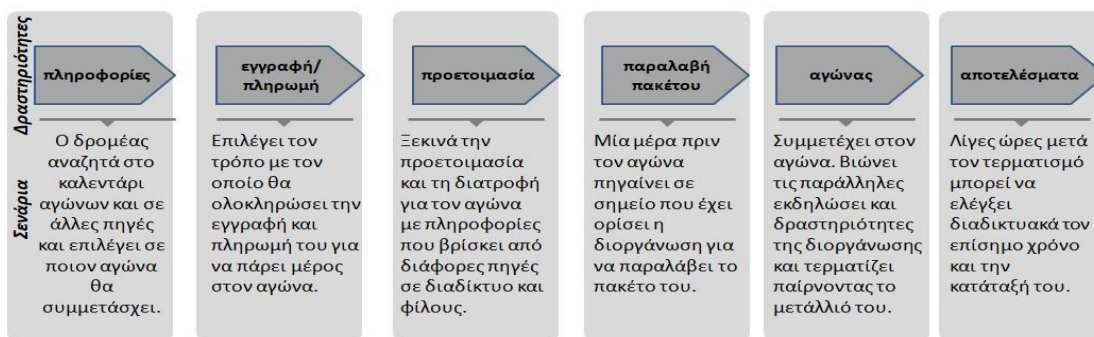 Δραστηριότητες
πληροφορίες
εγγραφή/
πληρωμή
προετοιμασία
παραλαβή
πακέτου
αγώνας
αποτελέσματα
Σενάρια
Ο δρομέας
αναζητά στο
καλεντάρι
αγώνων και σε
άλλες πηγές
και επιλέγει σε
ποιον αγώνα
θα
συμμετάσχει.
Επιλέγει τον
τρόπο με τον
οποίο θα
ολοκληρώσει την
εγγραφή και
πληρωμή του για
να πάρει μέρος
στον αγώνα.
Ξεκινά την
προετοιμασία
και τη διατροφή
για τον αγώνα
με πληροφορίες
που βρίσκει από
διάφορες πηγές
σε διαδίκτυο και
φίλους.
Μία μέρα πριν
τον αγώνα
πηγαίνει σε
σημείο που έχει
ορίσει η
διοργάνωση για
να παραλάβει το
πακέτο του.
Συμμετέχει στον
αγώνα. Βιώνει
τις παράλληλες
εκδηλώσεις και
δραστηριότητες
της διοργάνωσης
και τερματίζει
παίρνοντας το
μετάλλιό του.
Λίγες ώρες μετά
τον τερματισμό
μπορεί να
ελέγξει
διαδικτυακά τον
επίσημο χρόνο
και την
κατάταξή του.